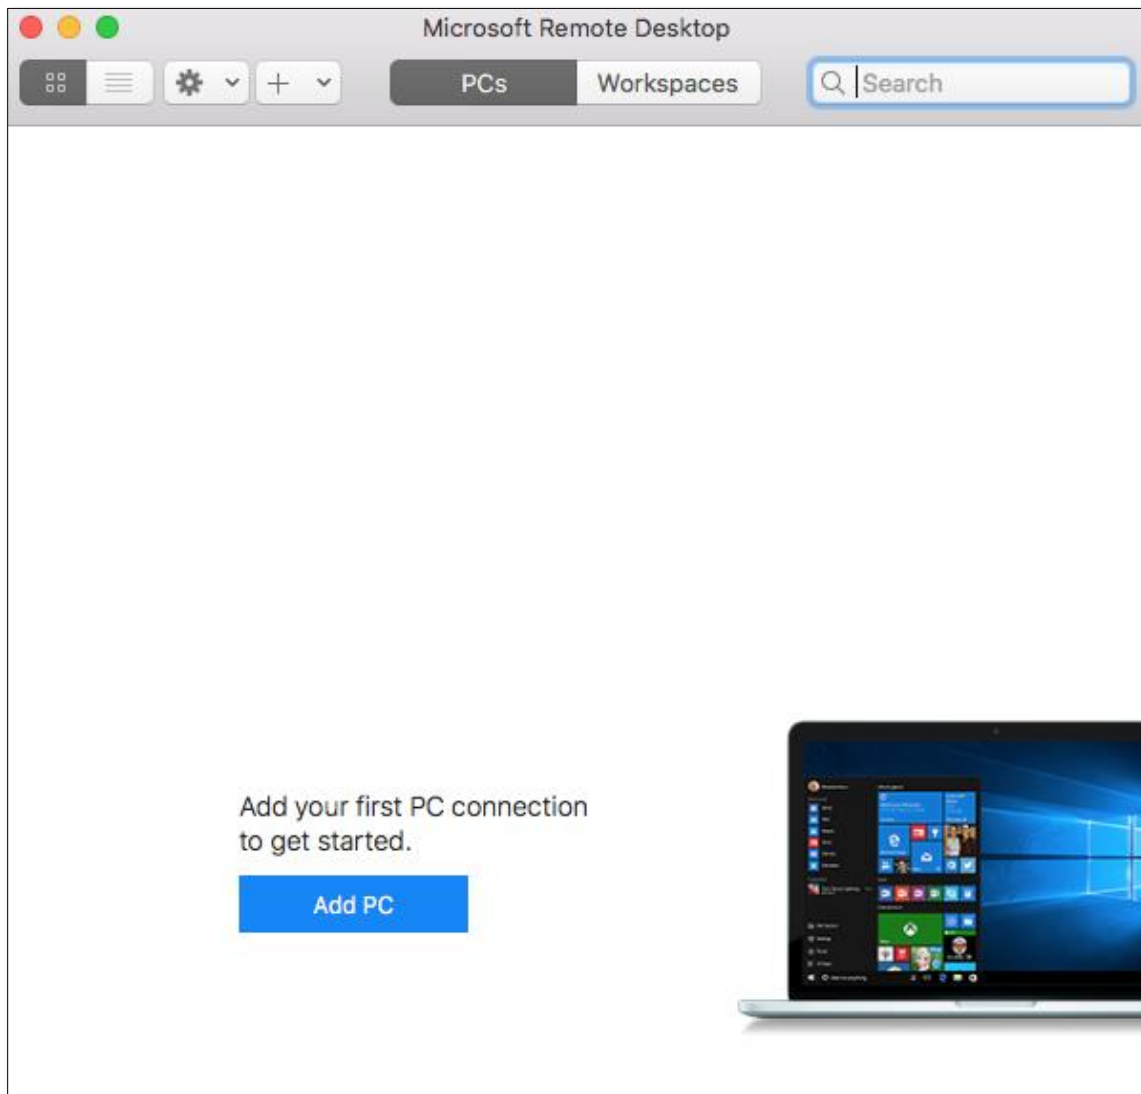 Microsoft Remote Desktop
PCs
Workspaces
Search
Add your first PC connection
to get started.
Add PC